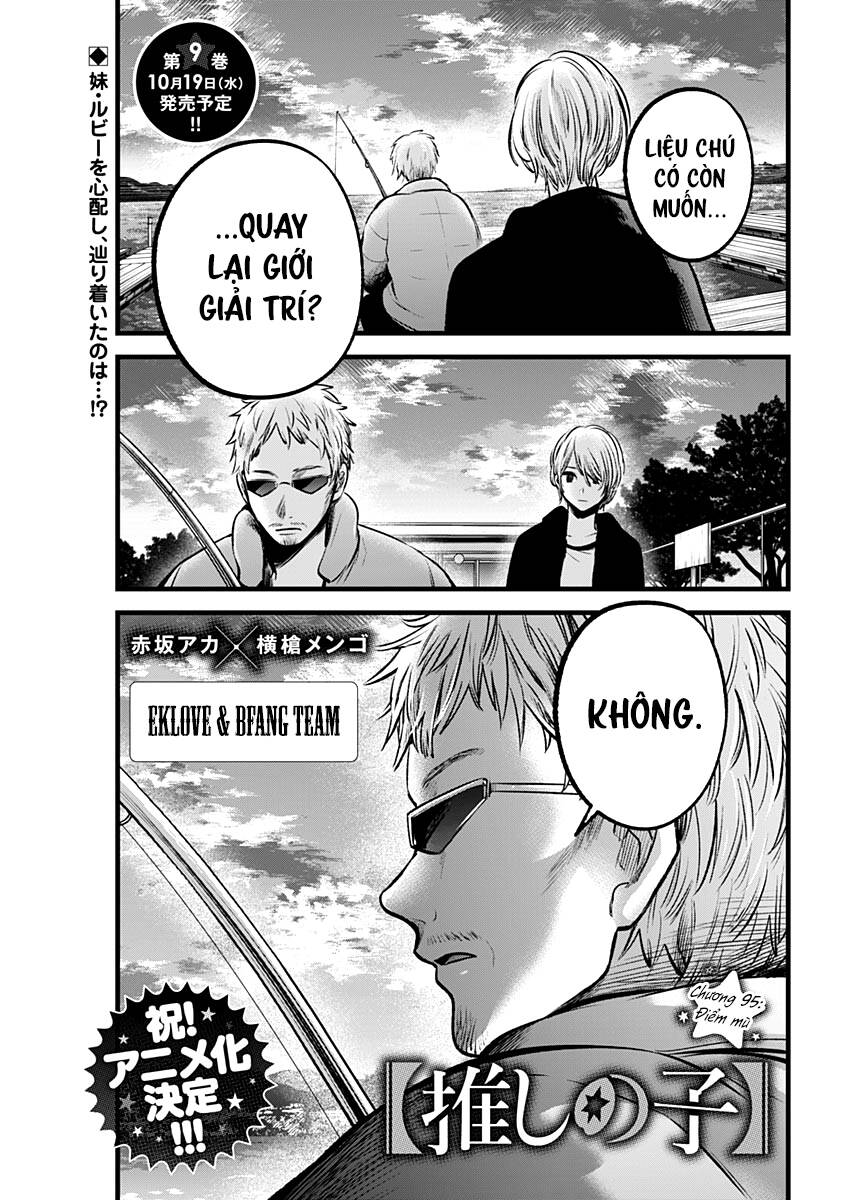 第9巻
10月19日(水)
発売予定
!!
◆妹・ルビーを心配し、辿り着いたのは…!?
LIỆU CHÚ
CÓ CÒN
MUỐN...
...QUAY
LẠI GIỚI
GIẢI TRÍ?
赤坂アカ×横槍メンゴ
EKLOVE & BFANG TEAM
KHÔNG.
Chương 95:
Điểm mù
祝!
アニメ化
決定
!!!
【推しの子】